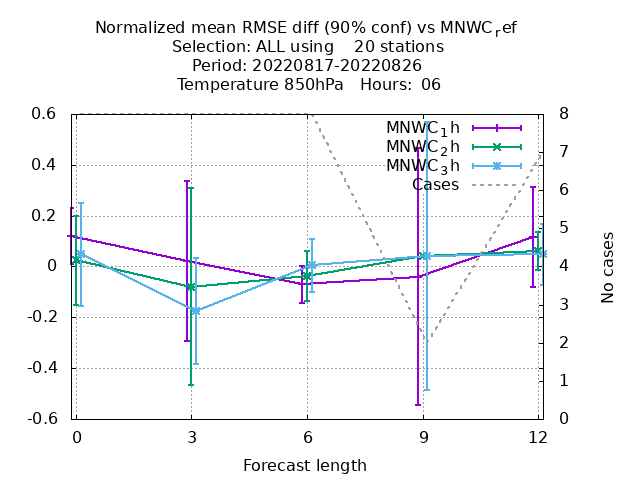 Normalized mean RMSE diff (90% conf) vs MNWC_ref
Selection: ALL using    20 stations
Period: 20220817-20220826
Temperature 850hPa   Hours:  06
MNWC_1h
MNWC_2h
MNWC_3h
Cases
0.6
0.4
0.2
0
-0.2
-0.4
-0.6
8
7
6
5
4
3
2
1
0
No cases
0 3 6 9 12
Forecast length